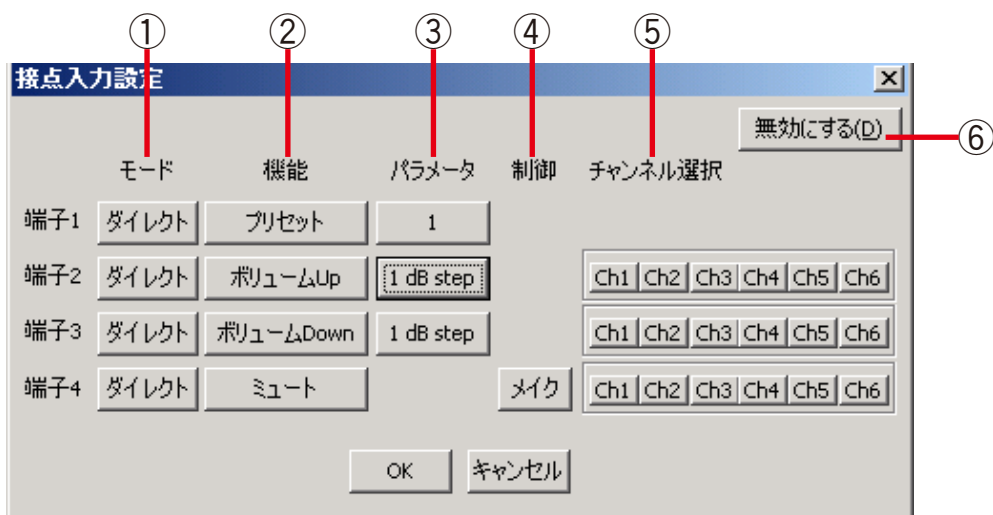 ① ② ③ ④ ⑤
接点入力設定
無効にする(D) ⑥
モード 機能 パラメータ 制御 チャンネル選択
端子1 ダイレクト プリセット 1
端子2 ダイレクト ボリュームUp 1 dB step Ch1 Ch2 Ch3 Ch4 Ch5 Ch6
端子3 ダイレクト ボリュームDown 1 dB step Ch1 Ch2 Ch3 Ch4 Ch5 Ch6
端子4 ダイレクト ミュート メイク Ch1 Ch2 Ch3 Ch4 Ch5 Ch6
OK キャンセル